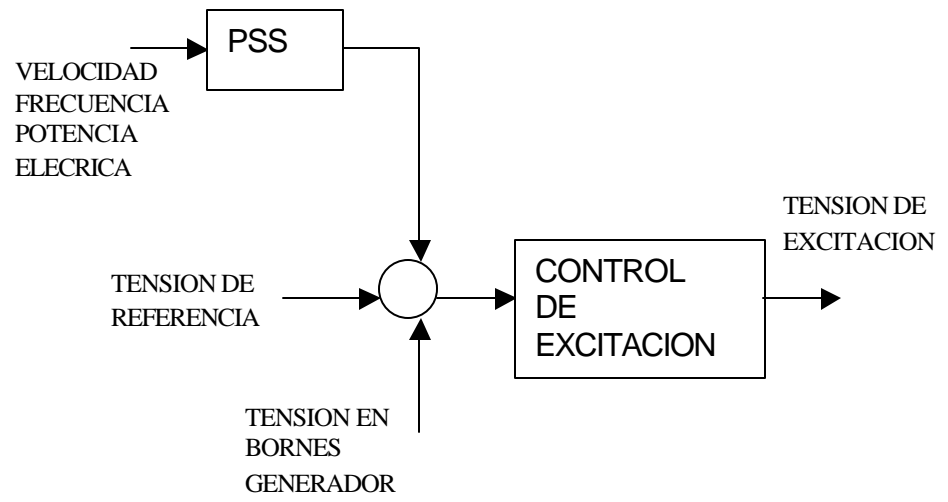 PSS
VELOCIDAD
FRECUENCIA
POTENCIA
ELECRICA
TENSION DE
EXCITACION
TENSION DE
REFERENCIA
CONTROL
DE
EXCITACION
TENSION EN
BORNES
GENERADOR